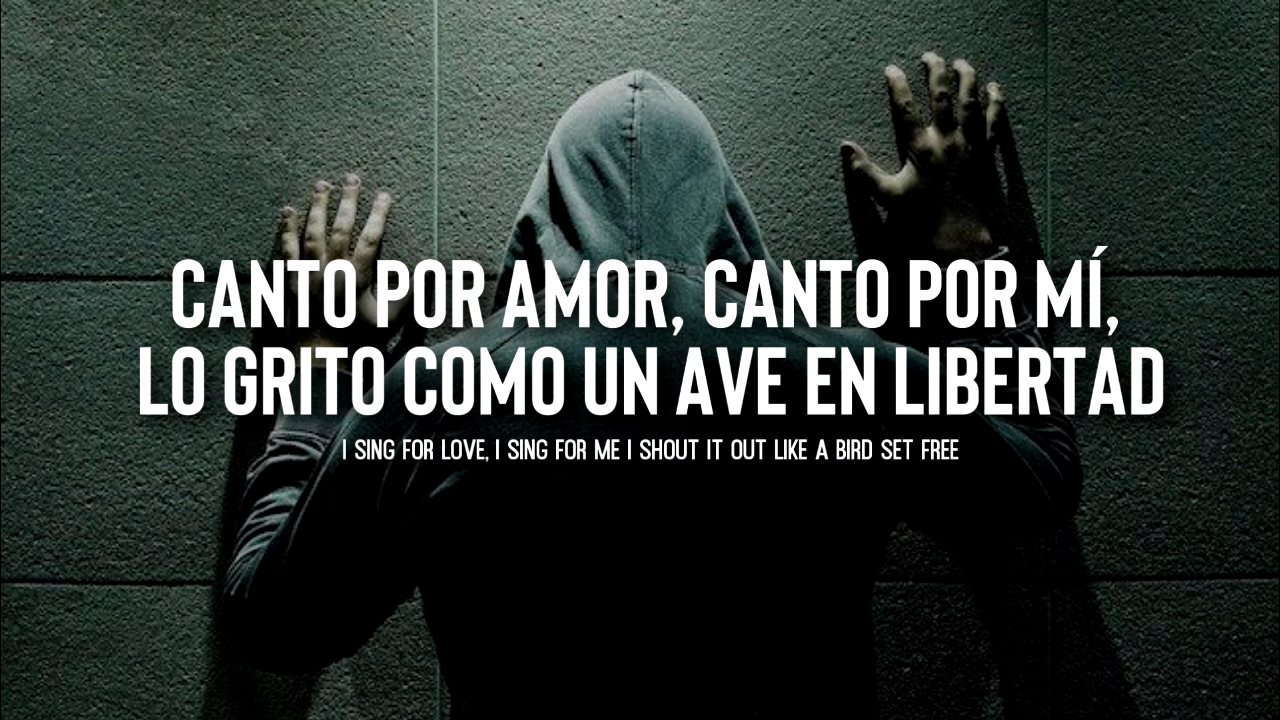 CANTO POR AMOR, CANTO POR MÍ,
LO GRITO COMO UN AVE EN LIBERTAD
I SING FOR LOVE, I SING FOR ME I SHOUT IT OUT LIKE A BIRD SET FREE